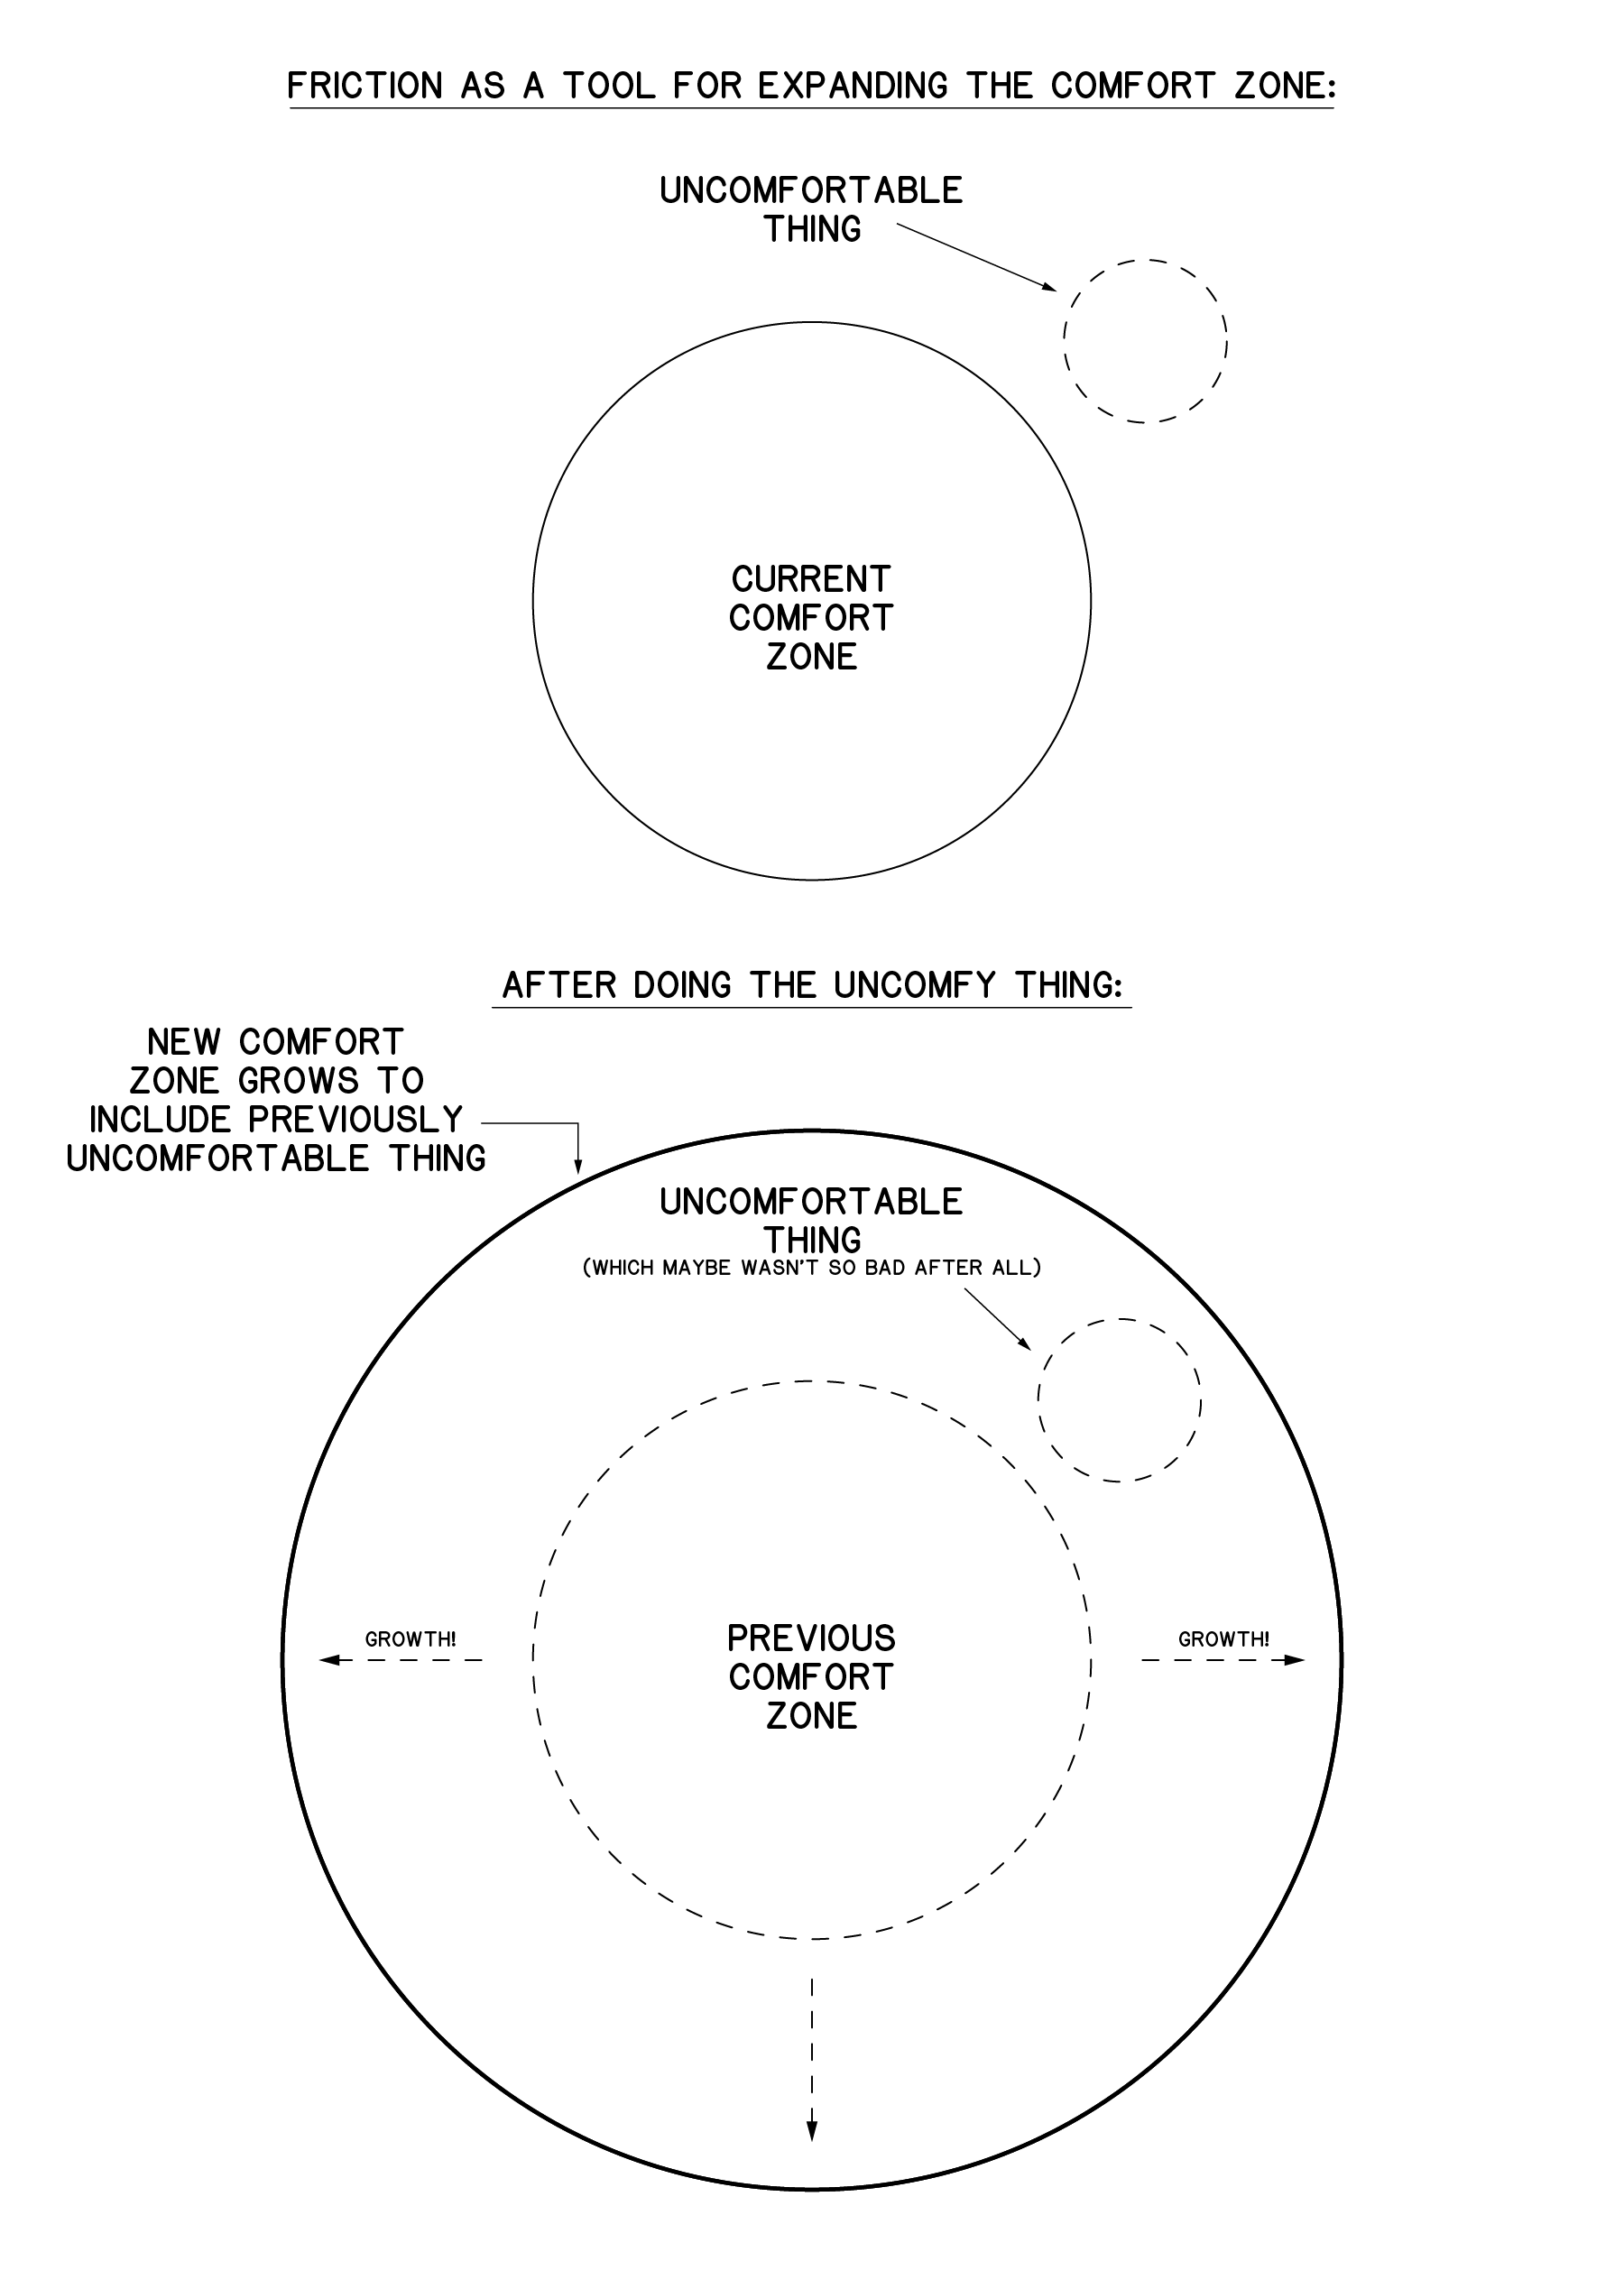 FRICTION AS A TOOL FOR EXPANDING THE COMFORT ZONE:
UNCOMFORTABLE
THING
CURRENT
COMFORT
ZONE
AFTER DOING THE UNCOMFY THING:
NEW COMFORT
ZONE GROWS TO
INCLUDE PREVIOUSLY
UNCOMFORTABLE THING
UNCOMFORTABLE
THING
(WHICH MAYBE WASN'T SO BAD AFTER ALL)
GROWTH!
GROWTH!
PREVIOUS
COMFORT
ZONE